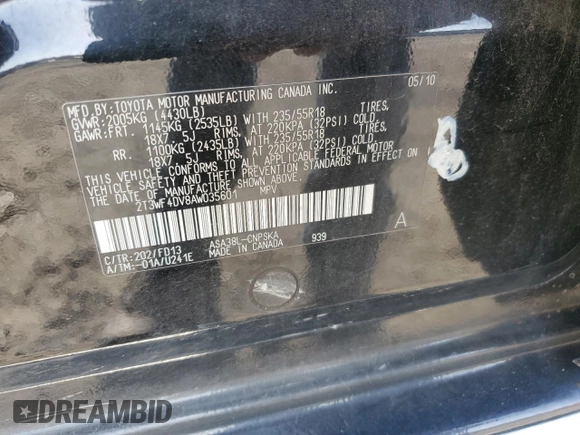 MFD.BY:TOYOTA MOTOR MANUFACTURING CANADA INC. 05/10
GVWR:2005KG (4430LB)
GAWR:FRT. 1145KG (2535LB) WITH 235/55R18 TIRES,
18X7.5J RIMS, AT 220KPA (32PSI) COLD.
RR. 1100KG (2435LB) WITH 235/55R18 TIRES,
18X7.5J RIMS, AT 220KPA (32PSI) COLD.
THIS VEHICLE CONFORMS TO ALL APPLICABLE FEDERAL MOTOR
VEHICLE SAFETY AND THEFT PREVENTION STANDARDS IN EFFECT ON
THE DATE OF MANUFACTURE SHOWN ABOVE.
2T3WF4DV8AW035601 MPV
A
C/TR:202/FD13 ASA38L-CNPSKA
A/TM:-01A/U241E MADE IN CANADA 939
DREAMBID